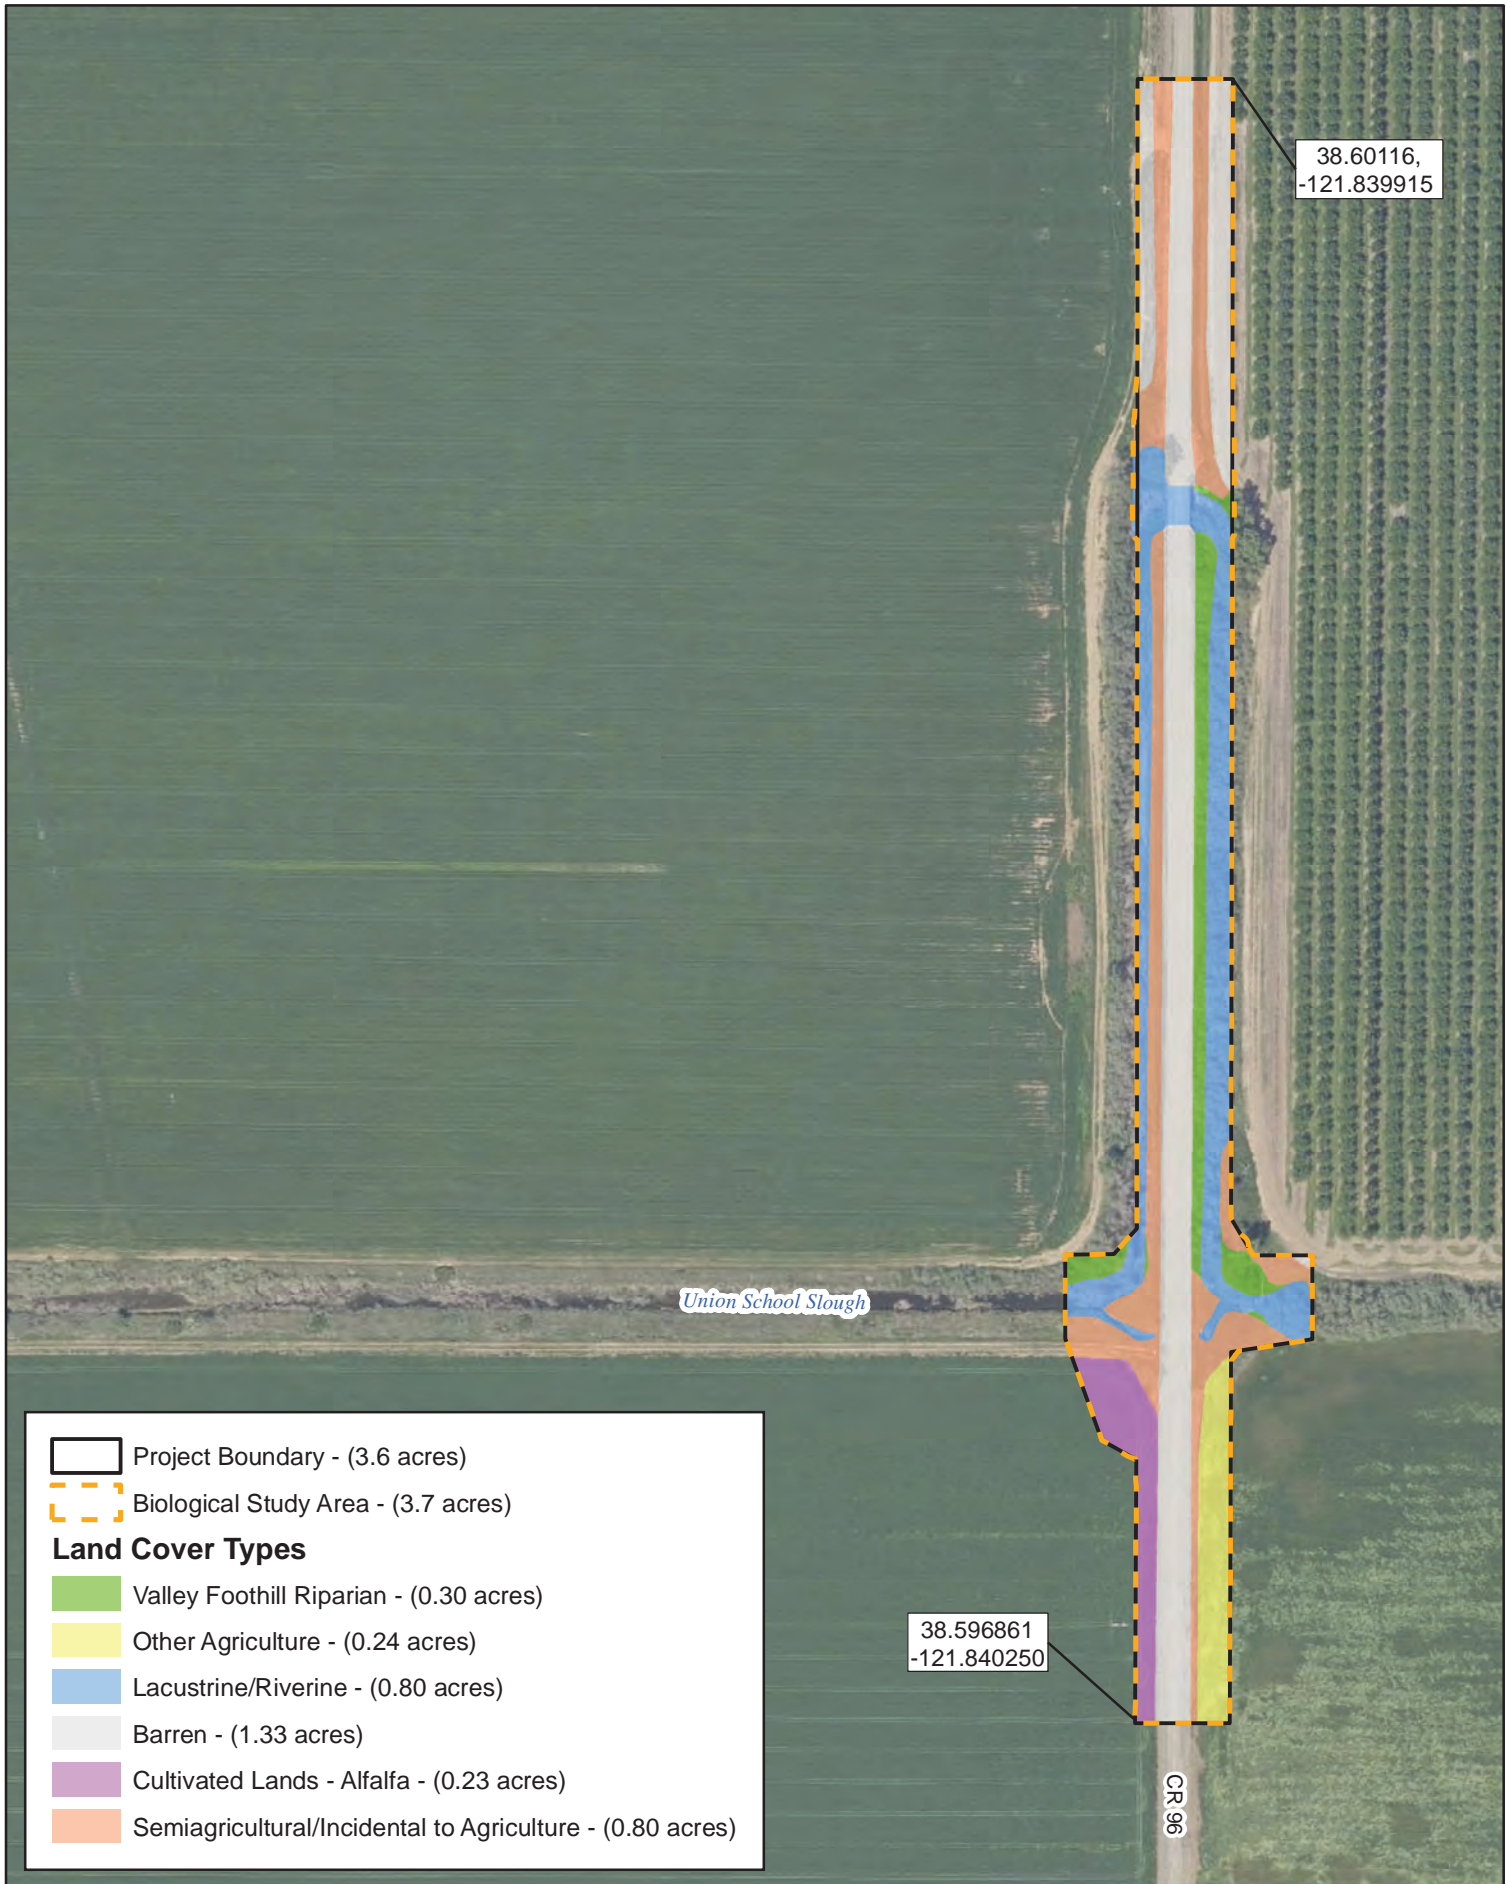 38.60116,
-121.839915
Union School Slough
38.596861
-121.840250
CR 96
Project Boundary - (3.6 acres)
Biological Study Area - (3.7 acres)
Land Cover Types
Valley Foothill Riparian - (0.30 acres)
Other Agriculture - (0.24 acres)
Lacustrine/Riverine - (0.80 acres)
Barren - (1.33 acres)
Cultivated Lands - Alfalfa - (0.23 acres)
Semiagricultural/Incidental to Agriculture - (0.80 acres)